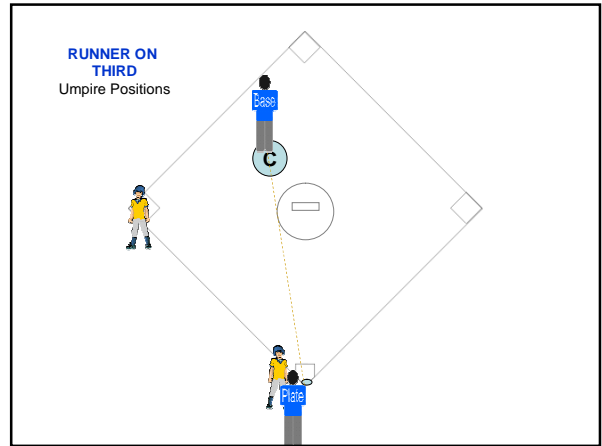 RUNNER ON
THIRD
Umpire Positions
Base
C
Plate